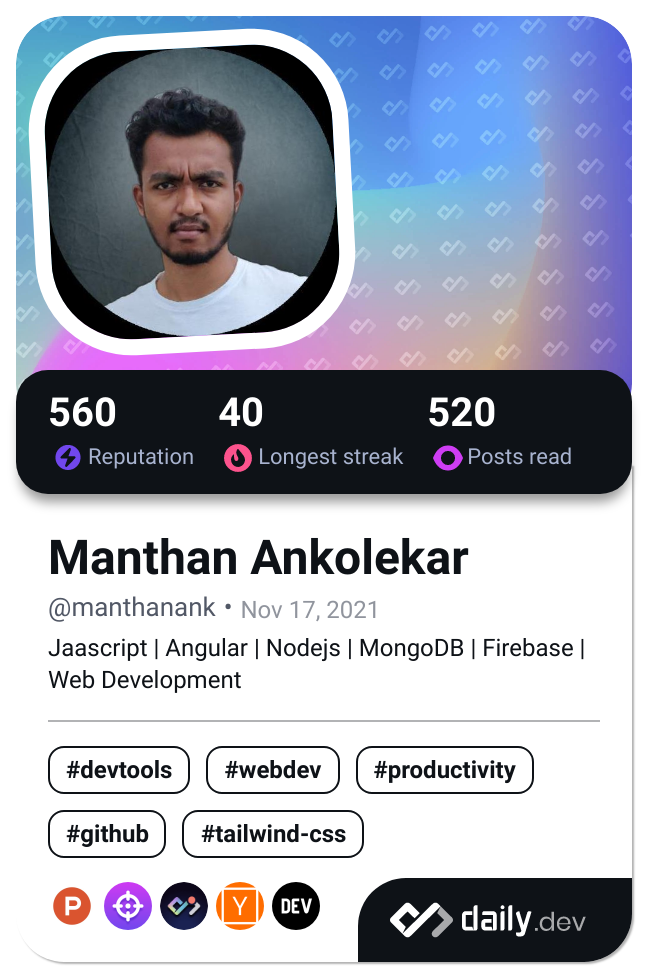 560 40 520
Reputation Longest streak Posts read
Manthan Ankolekar
@manthanank • Nov 17, 2021
Jaascript | Angular | Nodejs | MongoDB | Firebase |
Web Development
#devtools #webdev #productivity
#github #tailwind-css
P Y DEV
daily.dev